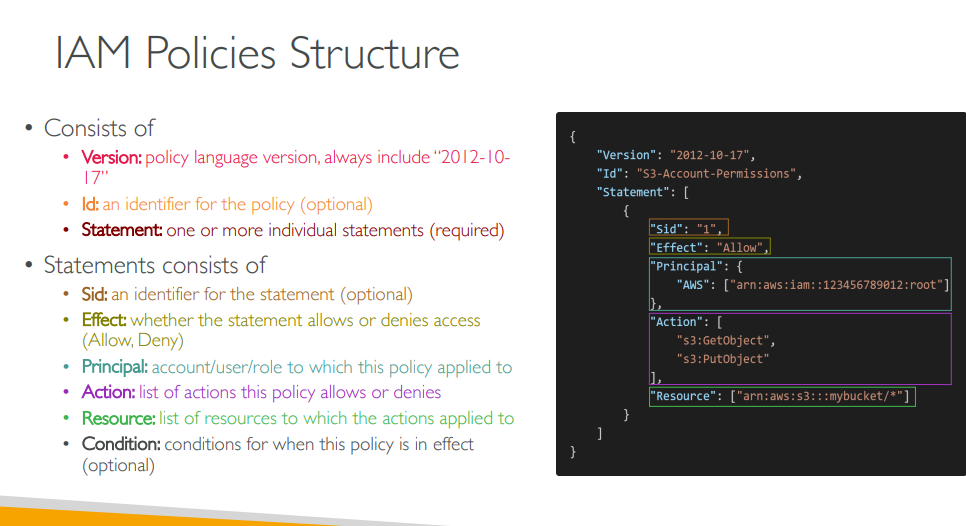 IAM Policies Structure
• Consists of
• Version: policy language version, always include “2012-10-
17”
• Id: an identifier for the policy (optional)
• Statement: one or more individual statements (required)
• Statements consists of
• Sid: an identifier for the statement (optional)
• Effect: whether the statement allows or denies access
(Allow, Deny)
• Principal: account/user/role to which this policy applied to
• Action: list of actions this policy allows or denies
• Resource: list of resources to which the actions applied to
• Condition: conditions for when this policy is in effect
(optional)
{
"Version": "2012-10-17",
"Id": "S3-Account-Permissions",
"Statement": [
{
"Sid": "1",
"Effect": "Allow",
"Principal": {
"AWS": ["arn:aws:iam::123456789012:root"]
},
"Action": [
"s3:GetObject",
"s3:PutObject"
],
"Resource": ["arn:aws:s3:::mybucket/*"]
}
]
}